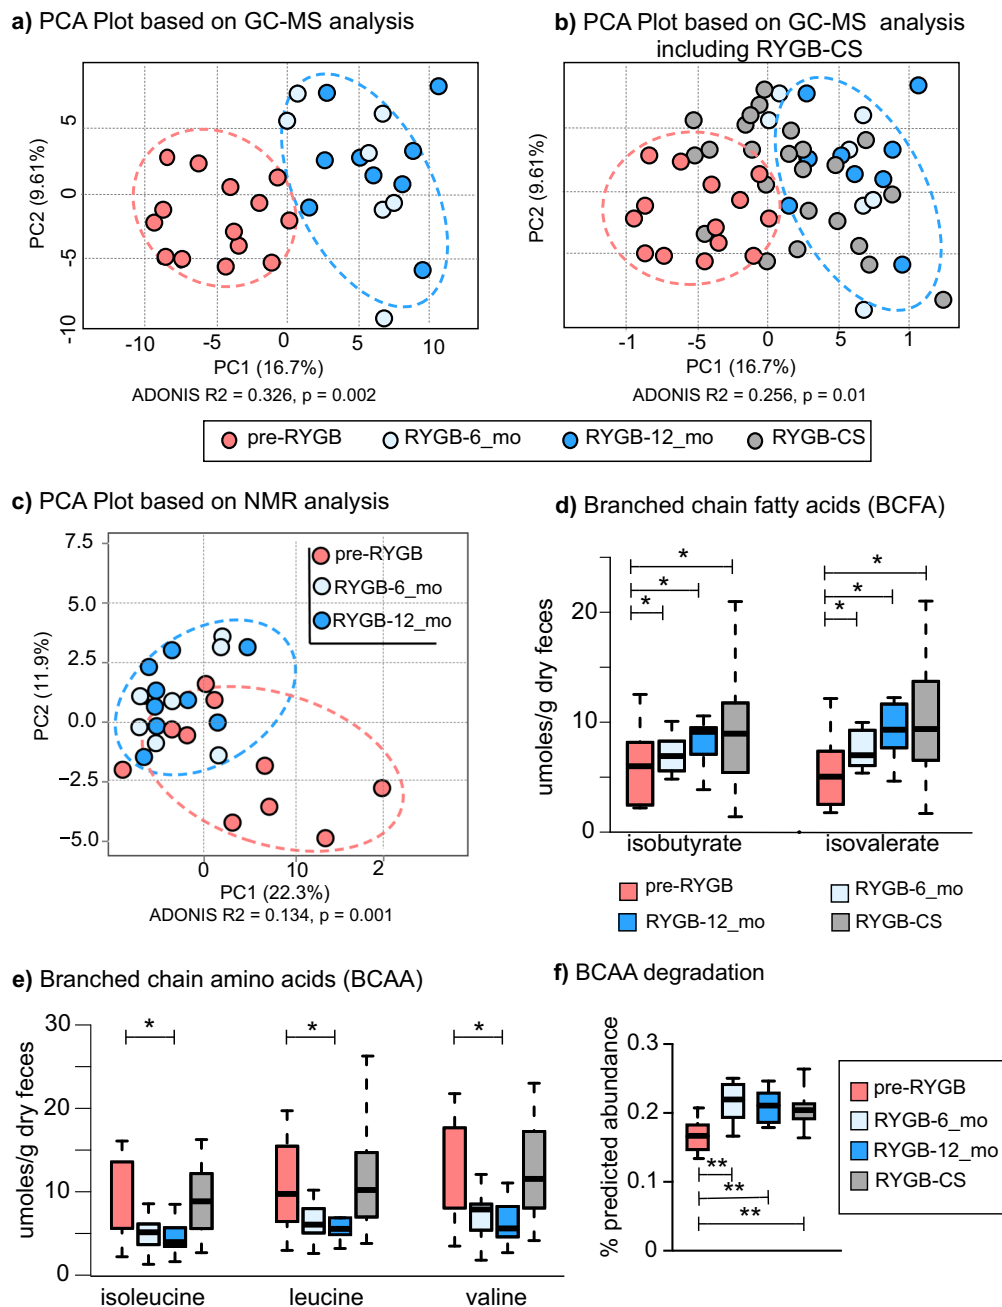 a) PCA Plot based on GC-MS analysis
5
0
-5
-10
PC2 (9.61%)
-10
-5
0
5
10
PC1 (16.7%)
ADONIS R2 = 0.326, p = 0.002
b) PCA Plot based on GC-MS analysis
including RYGB-CS
PC2 (9.61%)
-1
-5
0
5
1
PC1 (16.7%)
ADONIS R2 = 0.256, p = 0.01
pre-RYGB
RYGB-6_mo
RYGB-12_mo
RYGB-CS
c) PCA Plot based on NMR analysis
7.5
5.0
2.5
0.0
-2.5
-5.0
PC2 (11.9%)
pre-RYGB
RYGB-6_mo
RYGB-12_mo
0
10
2
PC1 (22.3%)
ADONIS R2 = 0.134, p = 0.001
d) Branched chain fatty acids (BCFA)
umoles/g dry feces
20
10
0
*
*
*
*
*
*
isobutyrate
isovalerate
pre-RYGB
RYGB-6_mo
RYGB-12_mo
RYGB-CS
e) Branched chain amino acids (BCAA)
umoles/g dry feces
30
20
10
0
*
*
*
isoleucine
leucine
valine
f) BCAA degradation
% predicted abundance
0.3
0.2
0.1
0
**
**
**
pre-RYGB
RYGB-6_mo
RYGB-12_mo
RYGB-CS